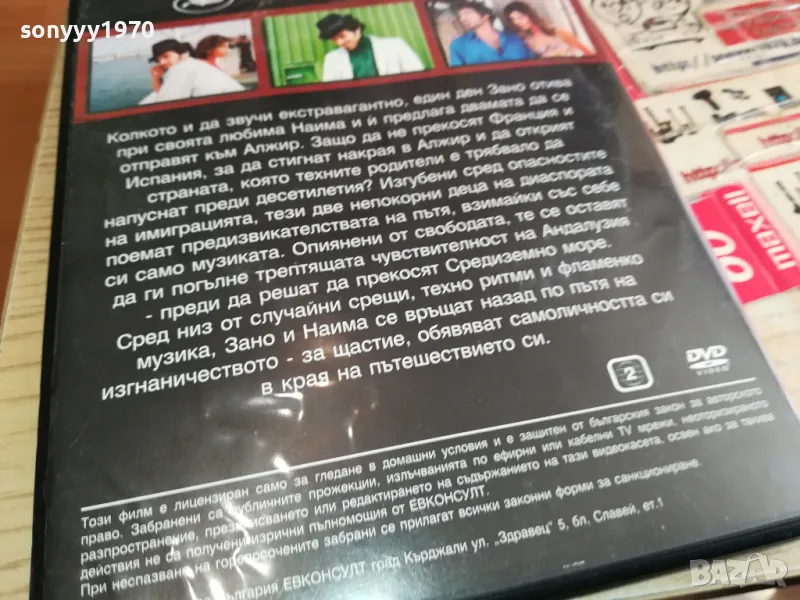 sonyyy1970
Колкото и да звучи екстравагантно, един ден Зано отива
при своята любима Наима и ѝ предлага двамата да се
отправят към Алжир. Защо да не прекосят Франция и
Испания, за да стигнат накрая в Алжир и да открият
страната, която техните родители е трябвало да
напуснат преди десетилетия? Изгубени сред опасностите
на имиграцията, тези две непокорни деца на диаспората
поемат предизвикателствата на пътя, взимайки със себе
си само музиката. Опиянени от свободата, те се оставят
да ги погълне трептящата чувствителност на Андалузия
- преди да решат да прекосят Средиземно море.
Сред низ от случайни срещи, техно ритми и фламенко
музика, Зано и Наима се връщат назад по пътя на
изгнаничеството - за щастие, обявяват самоличността си
в края на пътешествието си.
2
DVD
VIDEO
Този филм е лицензиран само за гледане в домашни условия и е защитен от българския закон за авторското
право. Забранени са публичните прожекции, излъчванията по ефирни или кабелни TV мрежи, неоторизираното
разпространение, презаписването или редактирането на съдържанието на тази видеокасета, освен ако за такива
действия не са получени изрични пълномощия от ЕВКОНСУЛТ.
При неспазване на горепосочените забрани се прилагат всички законни форми за санкциониране.
България ЕВКОНСУЛТ град Кърджали ул. „Здравец" 5, бл. Славей, ет.1
http://
maxell
90
BAZAR